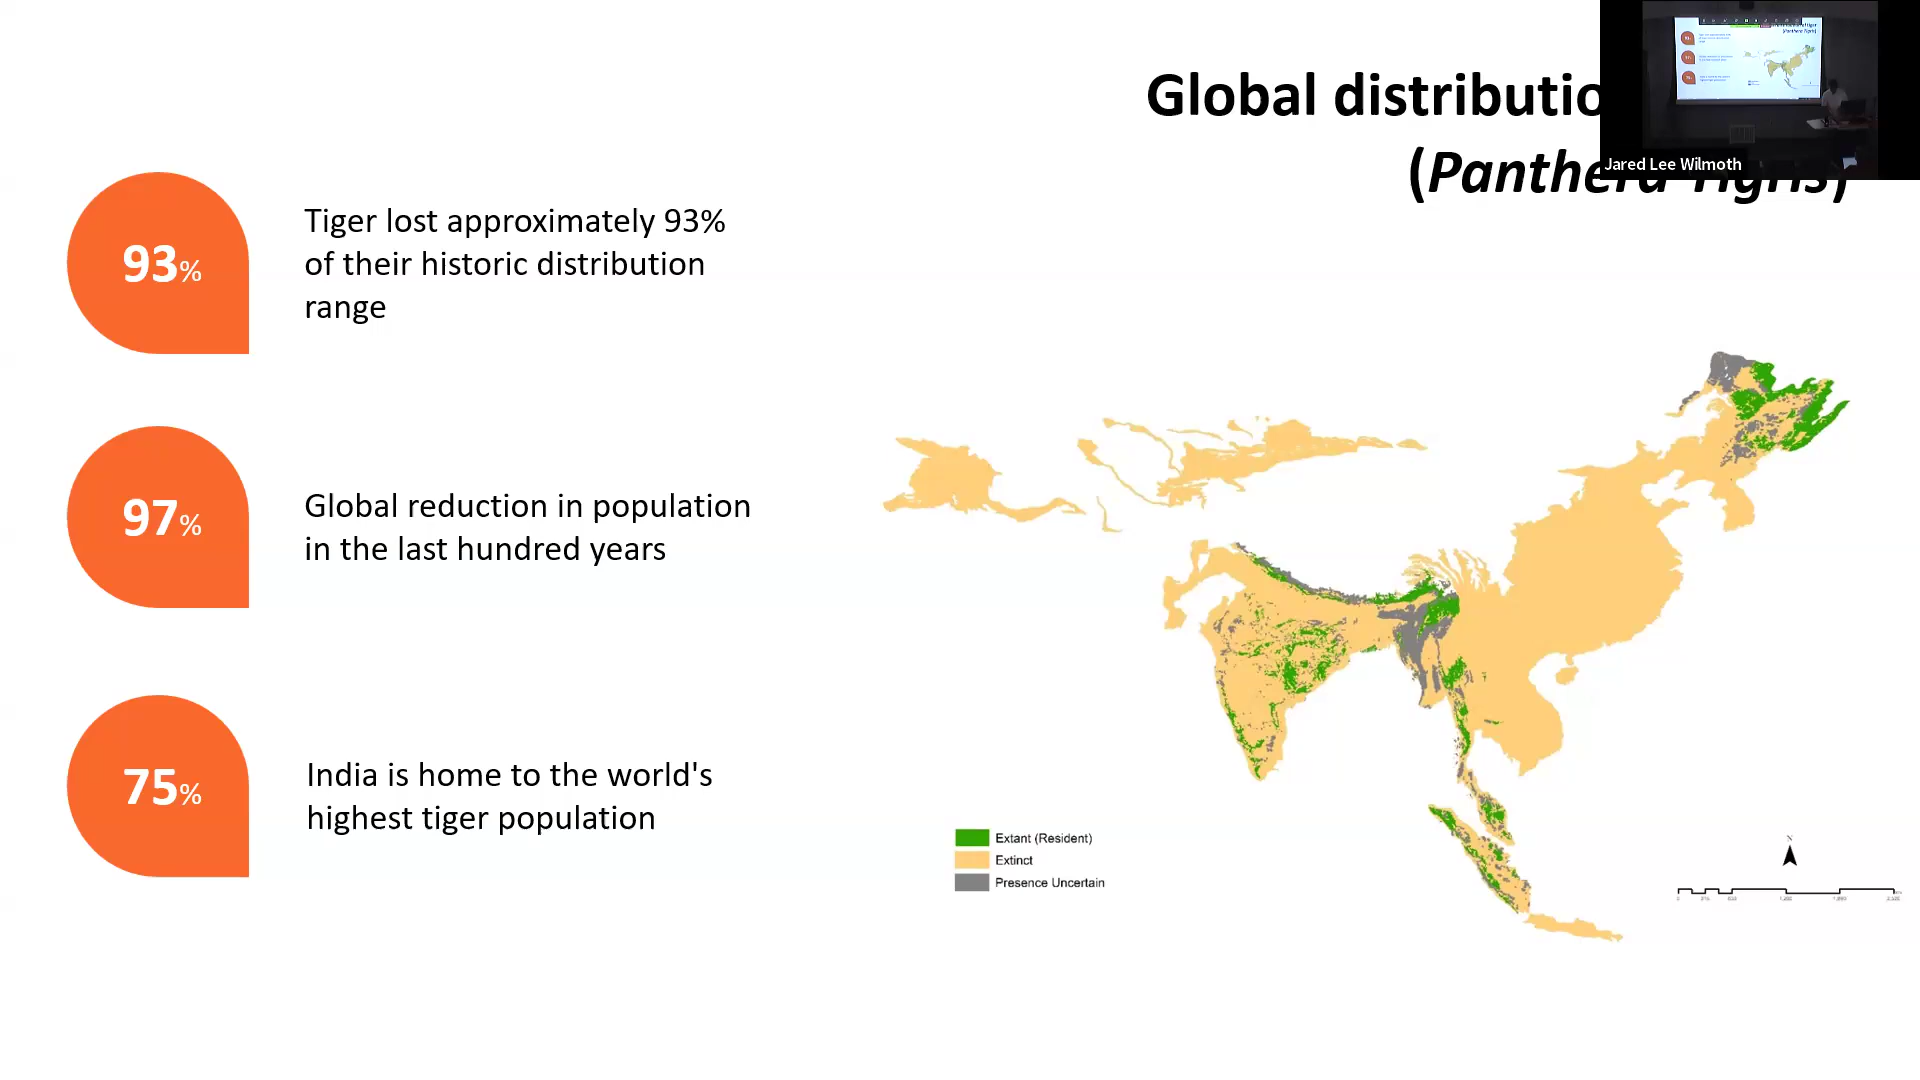 Global distributio
(Panthera Tigris)
Jared Lee Wilmoth
93%
Tiger lost approximately 93%
of their historic distribution
range
97%
Global reduction in population
in the last hundred years
75%
India is home to the world's
highest tiger population
Extant (Resident)
Extinct
Presence Uncertain
N